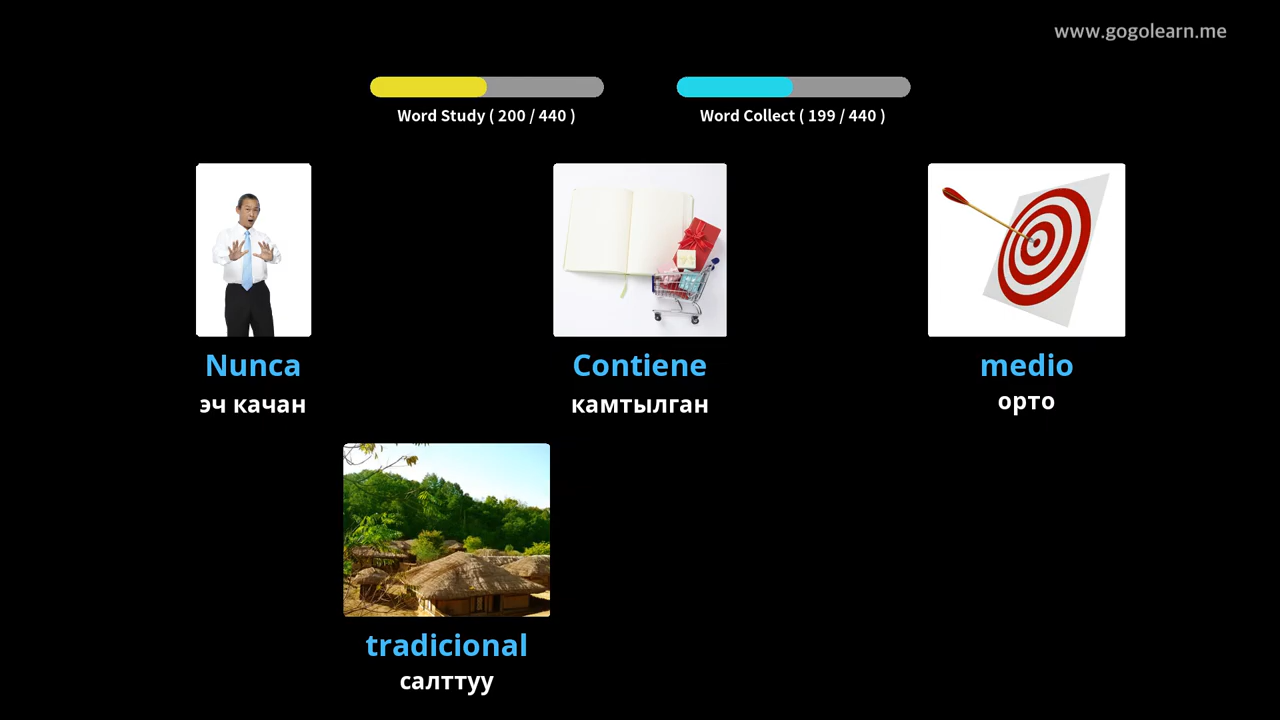 www.gogolearn.me
Word Study ( 200 / 440 )
Word Collect ( 199 / 440 )
Nunca
эч качан
Contiene
камтылган
medio
орто
tradicional
салттуу